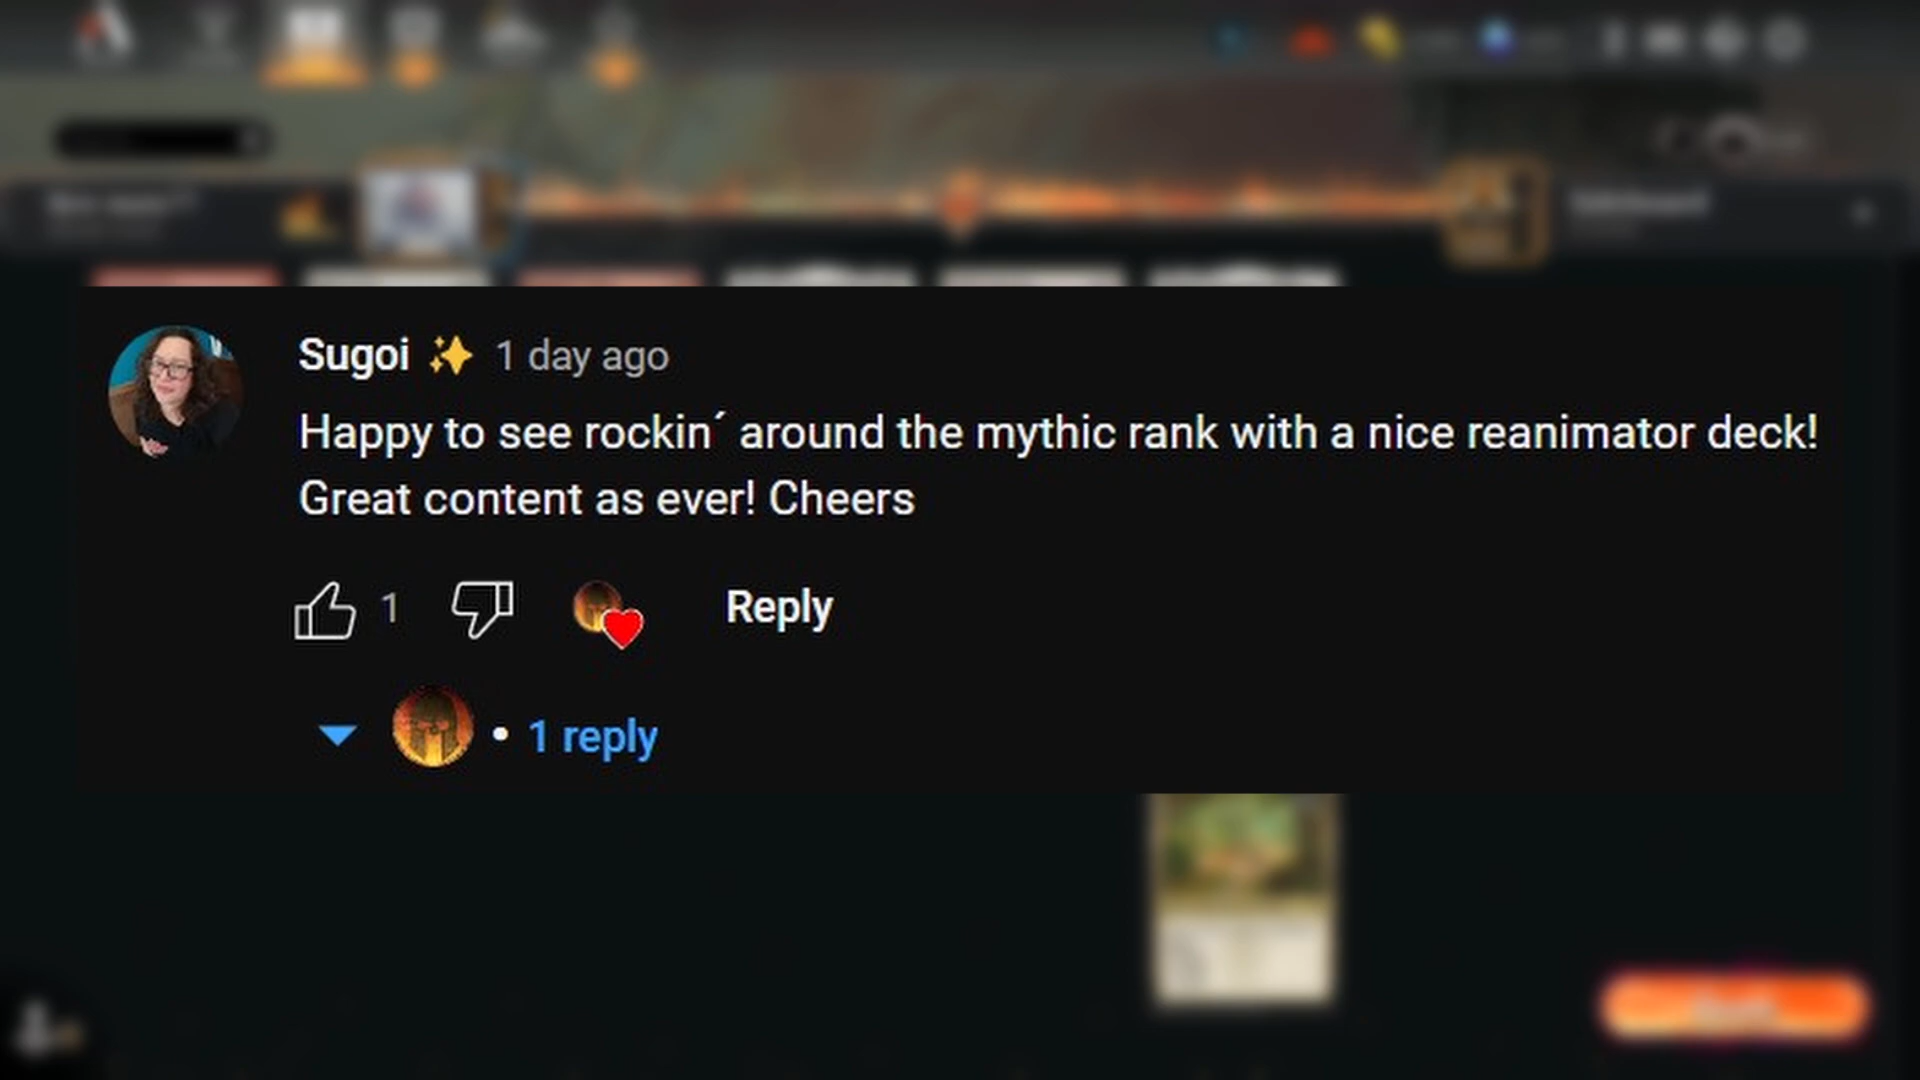 Sugoi ✨ 1 day ago
Happy to see rockin´ around the mythic rank with a nice reanimator deck!
Great content as ever! Cheers
1 Reply
• 1 reply